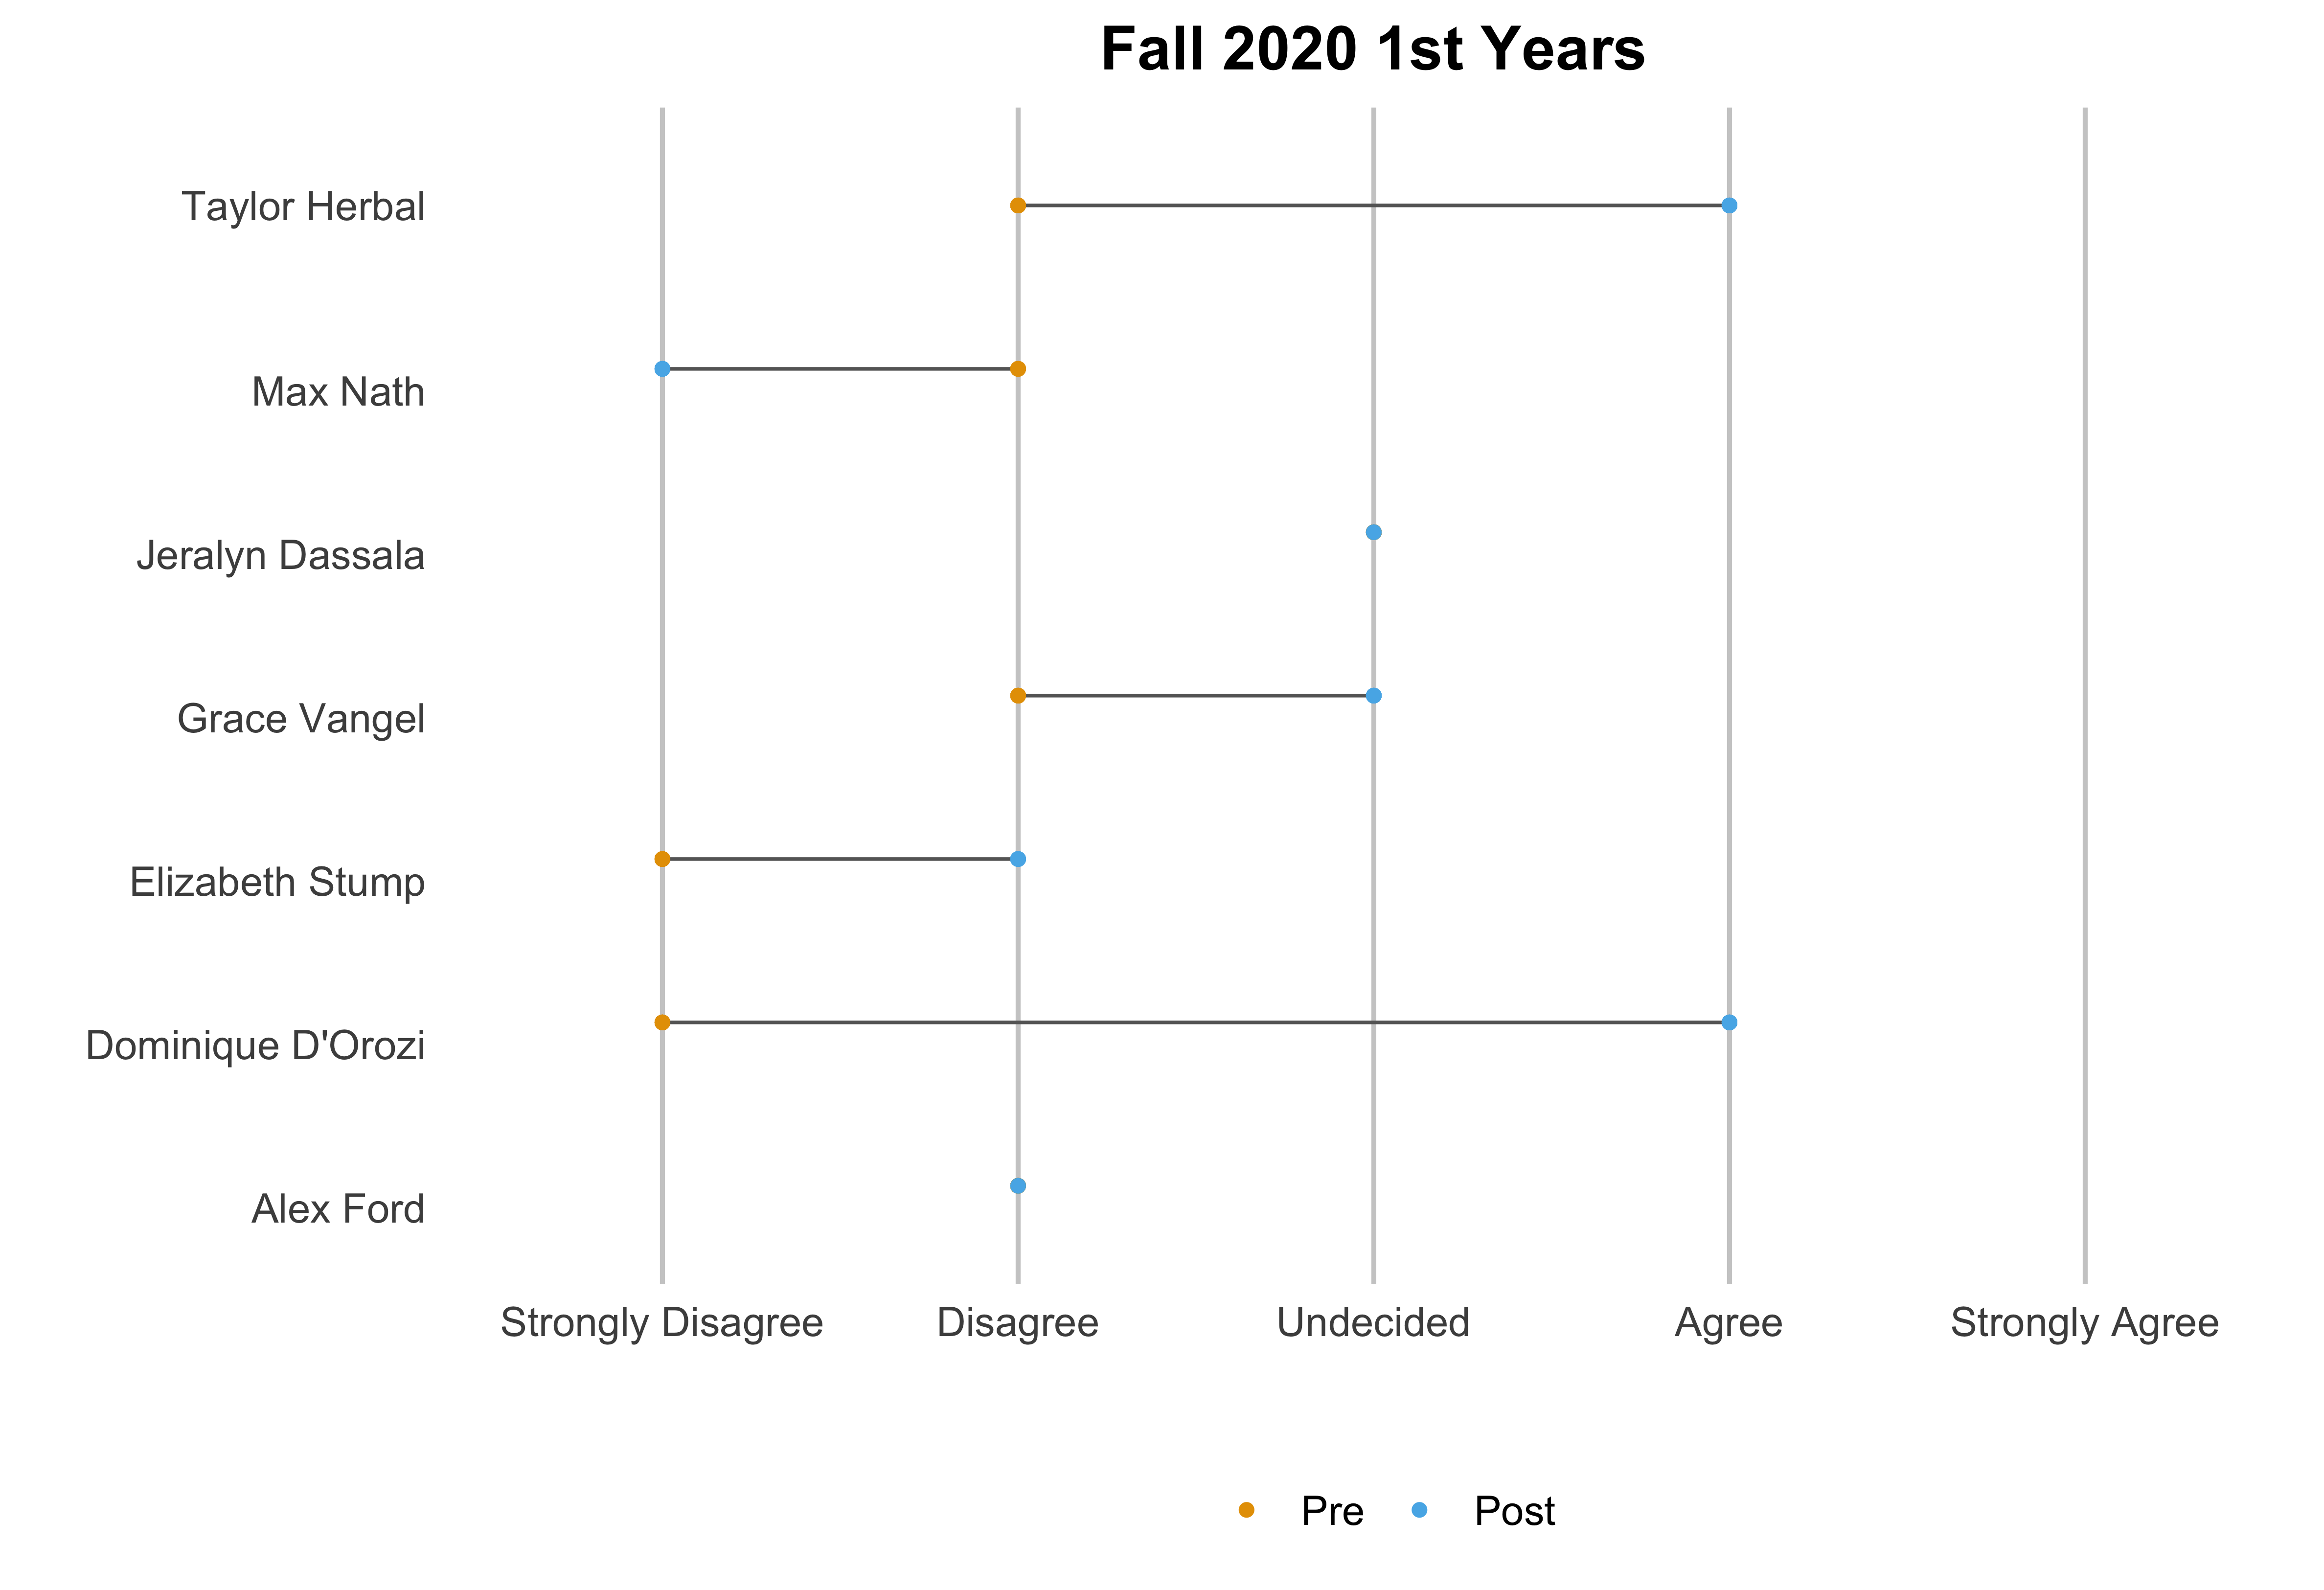 Fall 2020 1st Years
Taylor Herbal
Max Nath
Jeralyn Dassala
Grace Vangel
Elizabeth Stump
Dominique D'Orozi
Alex Ford
Strongly Disagree Disagree Undecided Agree Strongly Agree
Pre Post